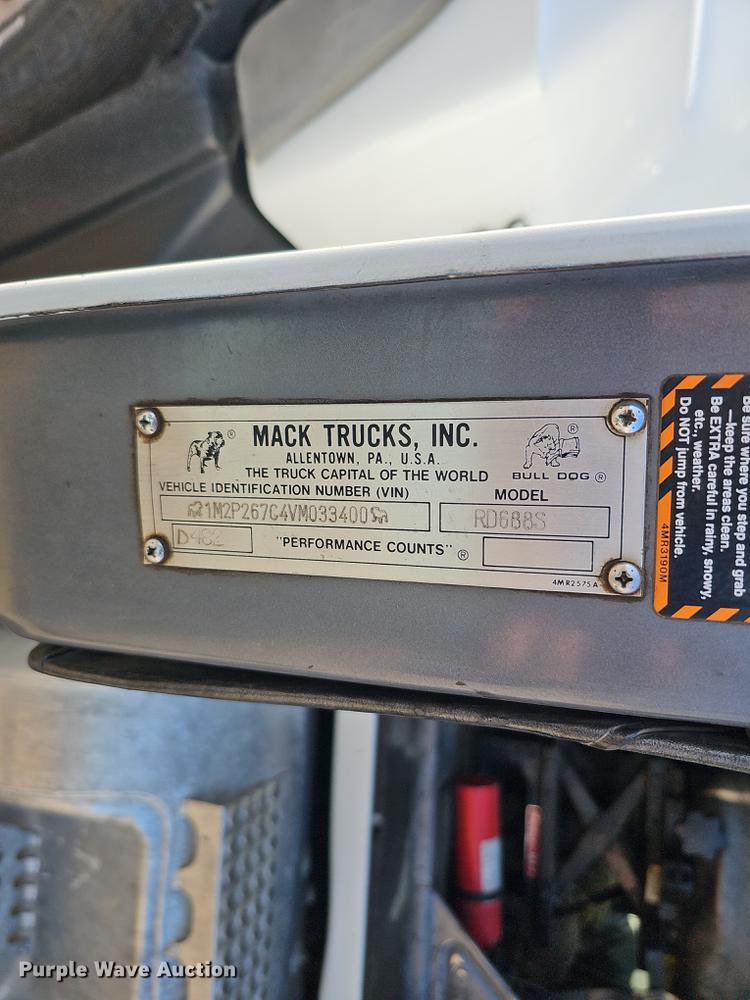 MACK TRUCKS, INC.
ALLENTOWN, PA., U.S.A.
THE TRUCK CAPITAL OF THE WORLD
BULL DOG ®
VEHICLE IDENTIFICATION NUMBER (VIN)
MODEL
1M2P267C4VM033400
RD688S
"PERFORMANCE COUNTS" ®
4MR2575A
Be sure where you step and grab
—keep the areas clean.
Be EXTRA careful in rainy, snowy,
etc., weather.
Do NOT jump from vehicle.
4MR3190M
Purple Wave Auction